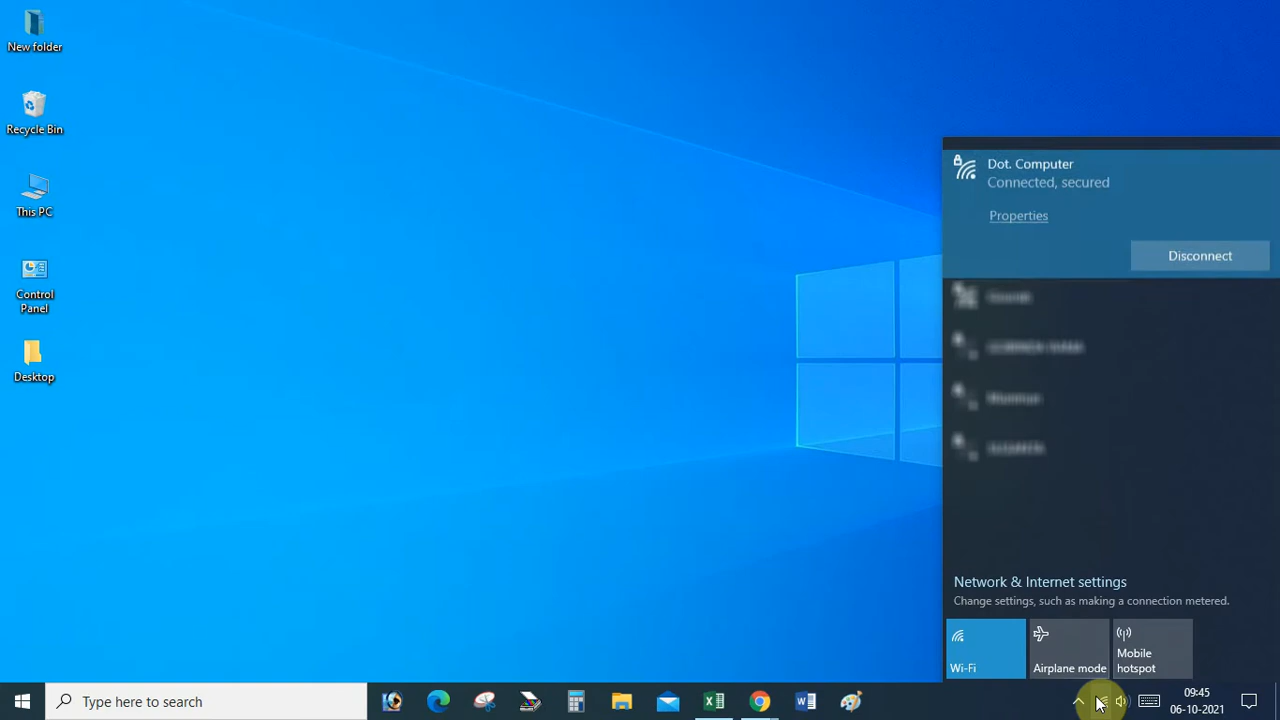 New folder
Recycle Bin
This PC
Control
Panel
Desktop
Dot. Computer
Connected, secured
Properties
Disconnect
Network & Internet settings
Change settings, such as making a connection metered.
Wi-Fi
Airplane mode
Mobile
hotspot
Type here to search
09:45
06-10-2021